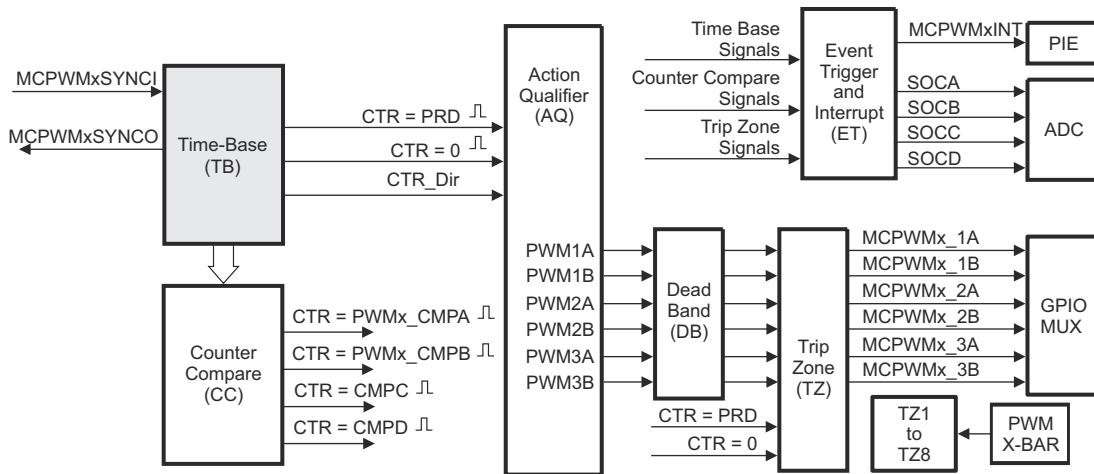 MCPWMxSYNCI
MCPWMxSYNCO
Time-Base
(TB)
CTR = PRD
CTR = 0
CTR_Dir
Counter
Compare
(CC)
CTR = PWMx_CMPA
CTR = PWMx_CMPB
CTR = CMPC
CTR = CMPD
Action
Qualifier
(AQ)
PWM1A
PWM1B
PWM2A
PWM2B
PWM3A
PWM3B
Time Base
Signals
Counter Compare
Signals
Trip Zone
Signals
Event
Trigger
and
Interrupt
(ET)
MCPWMxINT
PIE
SOCA
SOCB
SOCC
SOCD
ADC
Dead
Band
(DB)
CTR = PRD
CTR = 0
Trip
Zone
(TZ)
MCPWMx_1A
MCPWMx_1B
MCPWMx_2A
MCPWMx_2B
MCPWMx_3A
MCPWMx_3B
GPIO
MUX
TZ1
to
TZ8
PWM
X-BAR